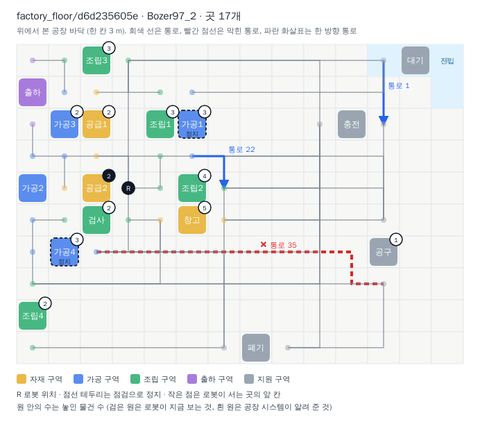 factory_floor/d6d235605e · Bozer97_2 · 곳 17개
위에서 본 공장 바닥 (한 칸 3 m). 회색 선은 통로, 빨간 점선은 막힌 통로, 파란 화살표는 한 방향 통로
조립3 3
대기
전립
출하
통로 1
가공3 2
공급1 2
조립1 3
가공1 3
정지
충전
통로 22
가공2
공급2 2
R
조립2 4
검사 2
창고 5
통로 35
가공4 3
정지
공구 1
조립4 2
폐기
자재 구역 가공 구역 조립 구역 출하 구역 지원 구역
R 로봇 위치 · 점선 테두리는 점검으로 정지 · 작은 점은 로봇이 서는 곳의 앞 칸
원 안의 수는 놓인 물건 수 (검은 원은 로봇이 지금 보는 것, 흰 원은 공장 시스템이 알려 준 것)